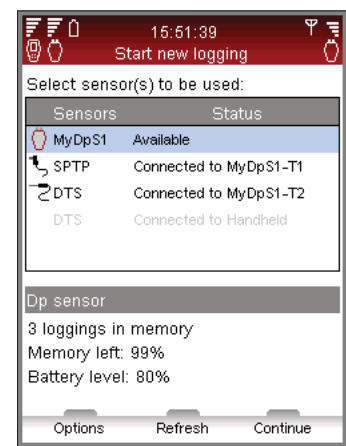 15:51:39
Start new logging
Select sensor(s) to be used:
Sensors Status
MyDpS1 Available
SPTP Connected to MyDpS1-T1
DTS Connected to MyDpS1-T2
DTS Connected to Handheld
Dp sensor
3 loggings in memory
Memory left: 99%
Battery level: 80%
Options Refresh Continue